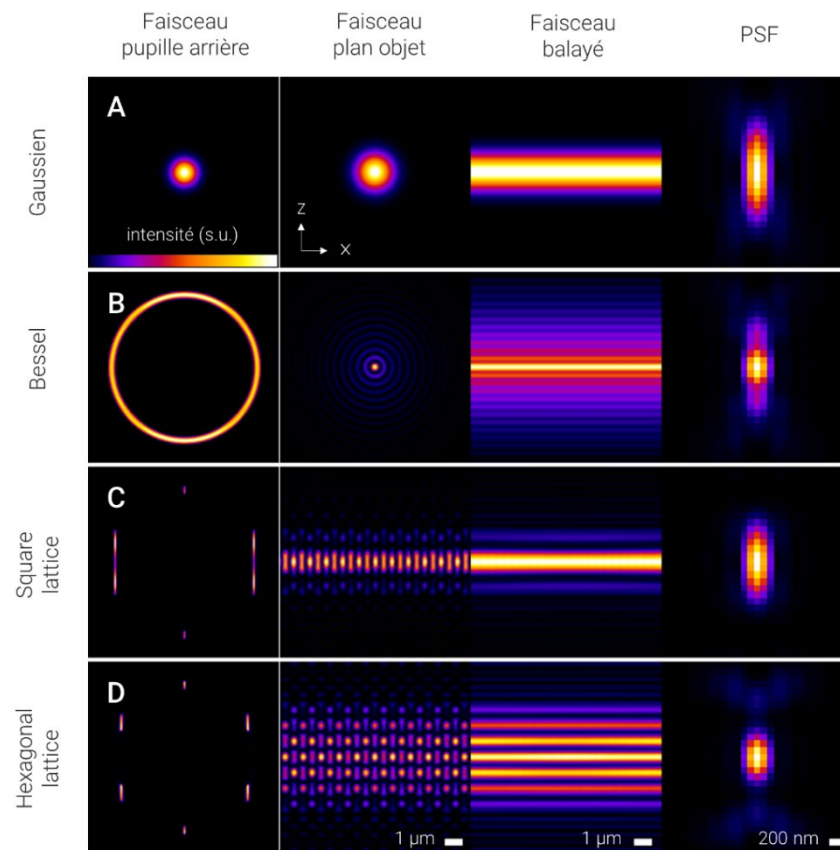 Faisceau
pupille arrière
Faisceau
plan objet
Faisceau
balayé
PSF
Gaussien
A
intensité (s.u.)
Z
X
Bessel
B
Square
lattice
C
Hexagonal
lattice
D
1 µm
1 µm
200 nm